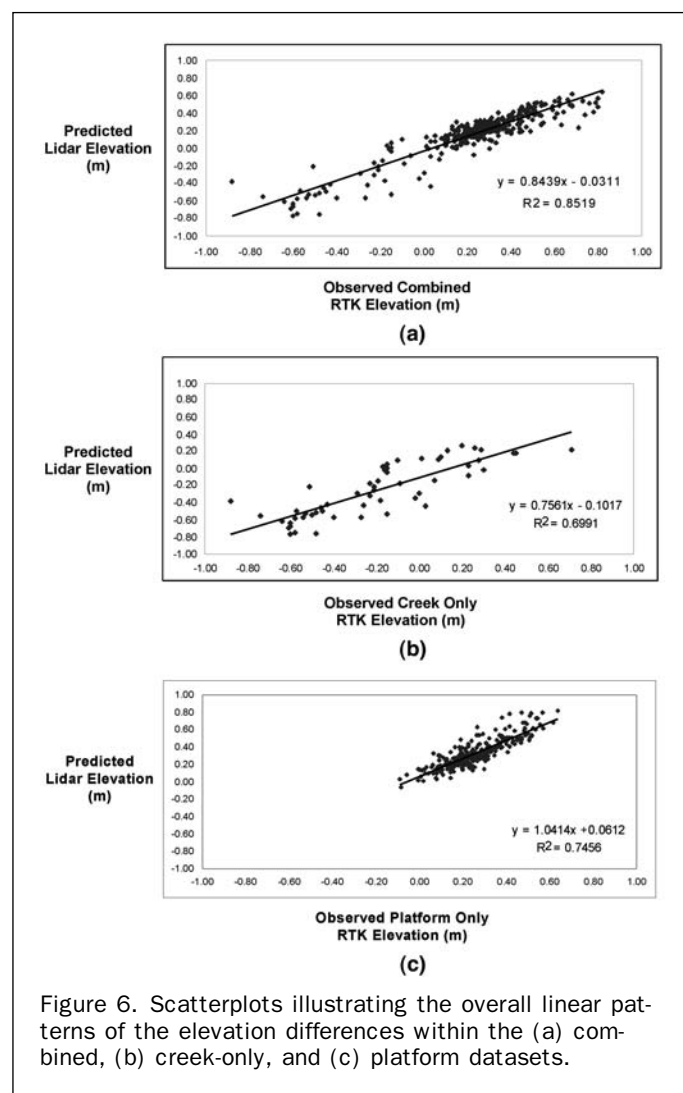 1.00
0.80
0.60
0.40
0.20
0.00
-0.20
-0.40
-0.60
-0.80
-1.00
Predicted
Lidar Elevation
(m)
y = 0.8439x - 0.0311
R2 = 0.8519
-1.00 -0.80 -0.60 -0.40 -0.20 0.00 0.20 0.40 0.60 0.80 1.00
Observed Combined
RTK Elevation (m)
(a)
1.00
0.80
0.60
0.40
0.20
0.00
-0.20
-0.40
-0.60
-0.80
-1.00
Predicted
Lidar Elevation
(m)
y = 0.7561x - 0.1017
R2 = 0.6991
-1.00 -0.80 -0.60 -0.40 -0.20 0.00 0.20 0.40 0.60 0.80 1.00
Observed Creek Only
RTK Elevation (m)
(b)
1.00
0.80
0.60
0.40
0.20
0.00
-0.20
-0.40
-0.60
-0.80
-1.00
Predicted
Lidar Elevation
(m)
y = 1.0414x +0.0612
R2 = 0.7456
-1.00 -0.80 -0.60 -0.40 -0.20 0.00 0.20 0.40 0.60 0.80 1.00
Observed Platform Only
RTK Elevation (m)
(c)
Figure 6. Scatterplots illustrating the overall linear pat-
terns of the elevation differences within the (a) com-
bined, (b) creek-only, and (c) platform datasets.